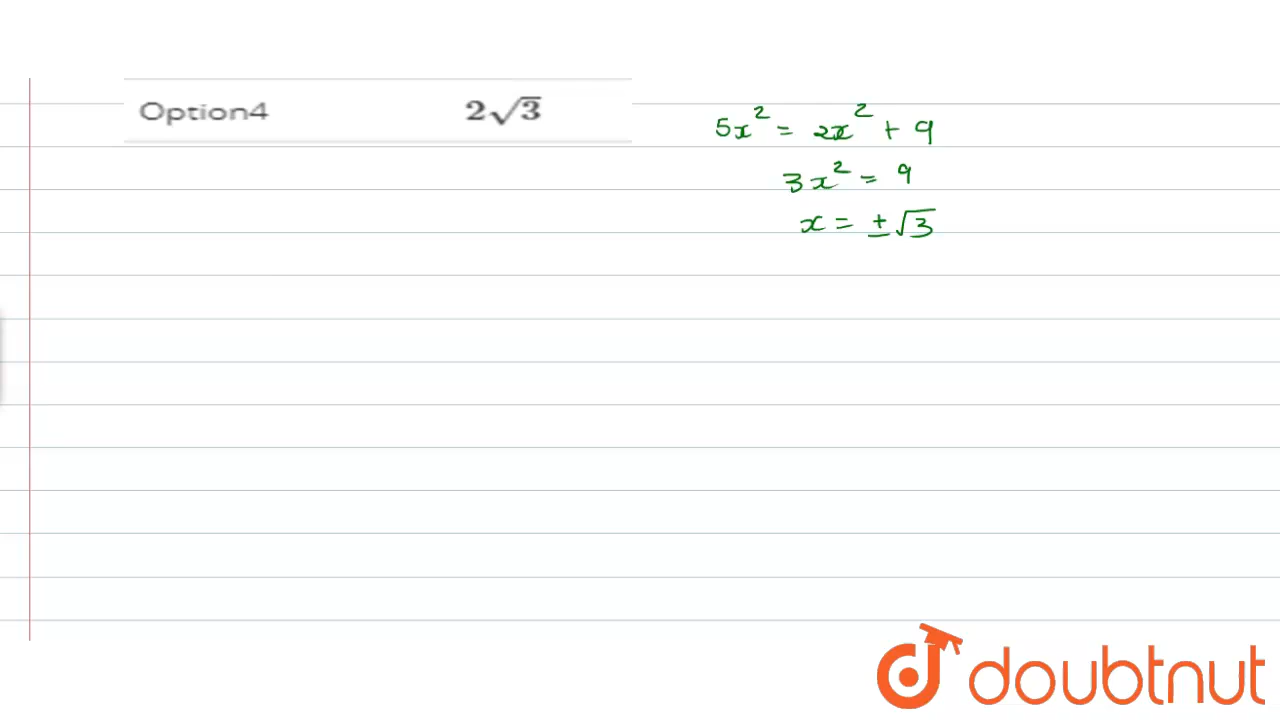 Option4 2√3
5x² = 2x² + 9
3x² = 9
x = ±√3
doubtnut